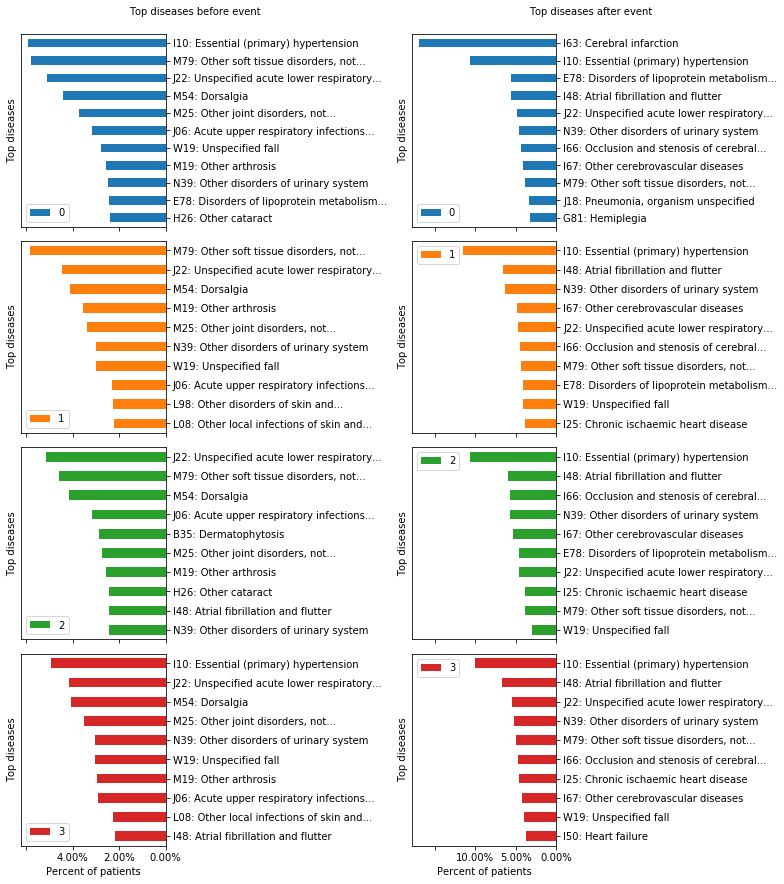 Top diseases before event
Top diseases
I10: Essential (primary) hypertension
M79: Other soft tissue disorders, not...
J22: Unspecified acute lower respiratory...
M54: Dorsalgia
M25: Other joint disorders, not...
J06: Acute upper respiratory infections...
W19: Unspecified fall
M19: Other arthrosis
N39: Other disorders of urinary system
E78: Disorders of lipoprotein metabolism...
H26: Other cataract
0
Top diseases after event
Top diseases
I63: Cerebral infarction
I10: Essential (primary) hypertension
E78: Disorders of lipoprotein metabolism...
I48: Atrial fibrillation and flutter
J22: Unspecified acute lower respiratory...
N39: Other disorders of urinary system
I66: Occlusion and stenosis of cerebral...
I67: Other cerebrovascular diseases
M79: Other soft tissue disorders, not...
J18: Pneumonia, organism unspecified
G81: Hemiplegia
0
Top diseases
M79: Other soft tissue disorders, not...
J22: Unspecified acute lower respiratory...
M54: Dorsalgia
M19: Other arthrosis
M25: Other joint disorders, not...
N39: Other disorders of urinary system
W19: Unspecified fall
J06: Acute upper respiratory infections...
L98: Other disorders of skin and...
L08: Other local infections of skin and...
1
Top diseases
1
I10: Essential (primary) hypertension
I48: Atrial fibrillation and flutter
N39: Other disorders of urinary system
I67: Other cerebrovascular diseases
J22: Unspecified acute lower respiratory...
I66: Occlusion and stenosis of cerebral...
M79: Other soft tissue disorders, not...
E78: Disorders of lipoprotein metabolism...
W19: Unspecified fall
I25: Chronic ischaemic heart disease
Top diseases
J22: Unspecified acute lower respiratory...
M79: Other soft tissue disorders, not...
M54: Dorsalgia
J06: Acute upper respiratory infections...
B35: Dermatophytosis
M25: Other joint disorders, not...
M19: Other arthrosis
H26: Other cataract
I48: Atrial fibrillation and flutter
N39: Other disorders of urinary system
2
Top diseases
2
I10: Essential (primary) hypertension
I48: Atrial fibrillation and flutter
I66: Occlusion and stenosis of cerebral...
N39: Other disorders of urinary system
I67: Other cerebrovascular diseases
E78: Disorders of lipoprotein metabolism...
J22: Unspecified acute lower respiratory...
I25: Chronic ischaemic heart disease
M79: Other soft tissue disorders, not...
W19: Unspecified fall
Top diseases
I10: Essential (primary) hypertension
J22: Unspecified acute lower respiratory...
M54: Dorsalgia
M25: Other joint disorders, not...
N39: Other disorders of urinary system
W19: Unspecified fall
M19: Other arthrosis
J06: Acute upper respiratory infections...
L08: Other local infections of skin and...
I48: Atrial fibrillation and flutter
3
4.00% 2.00% 0.00%
Percent of patients
Top diseases
3
I10: Essential (primary) hypertension
I48: Atrial fibrillation and flutter
J22: Unspecified acute lower respiratory...
N39: Other disorders of urinary system
M79: Other soft tissue disorders, not...
I66: Occlusion and stenosis of cerebral...
I25: Chronic ischaemic heart disease
I67: Other cerebrovascular diseases
W19: Unspecified fall
I50: Heart failure
10.00% 5.00% 0.00%
Percent of patients